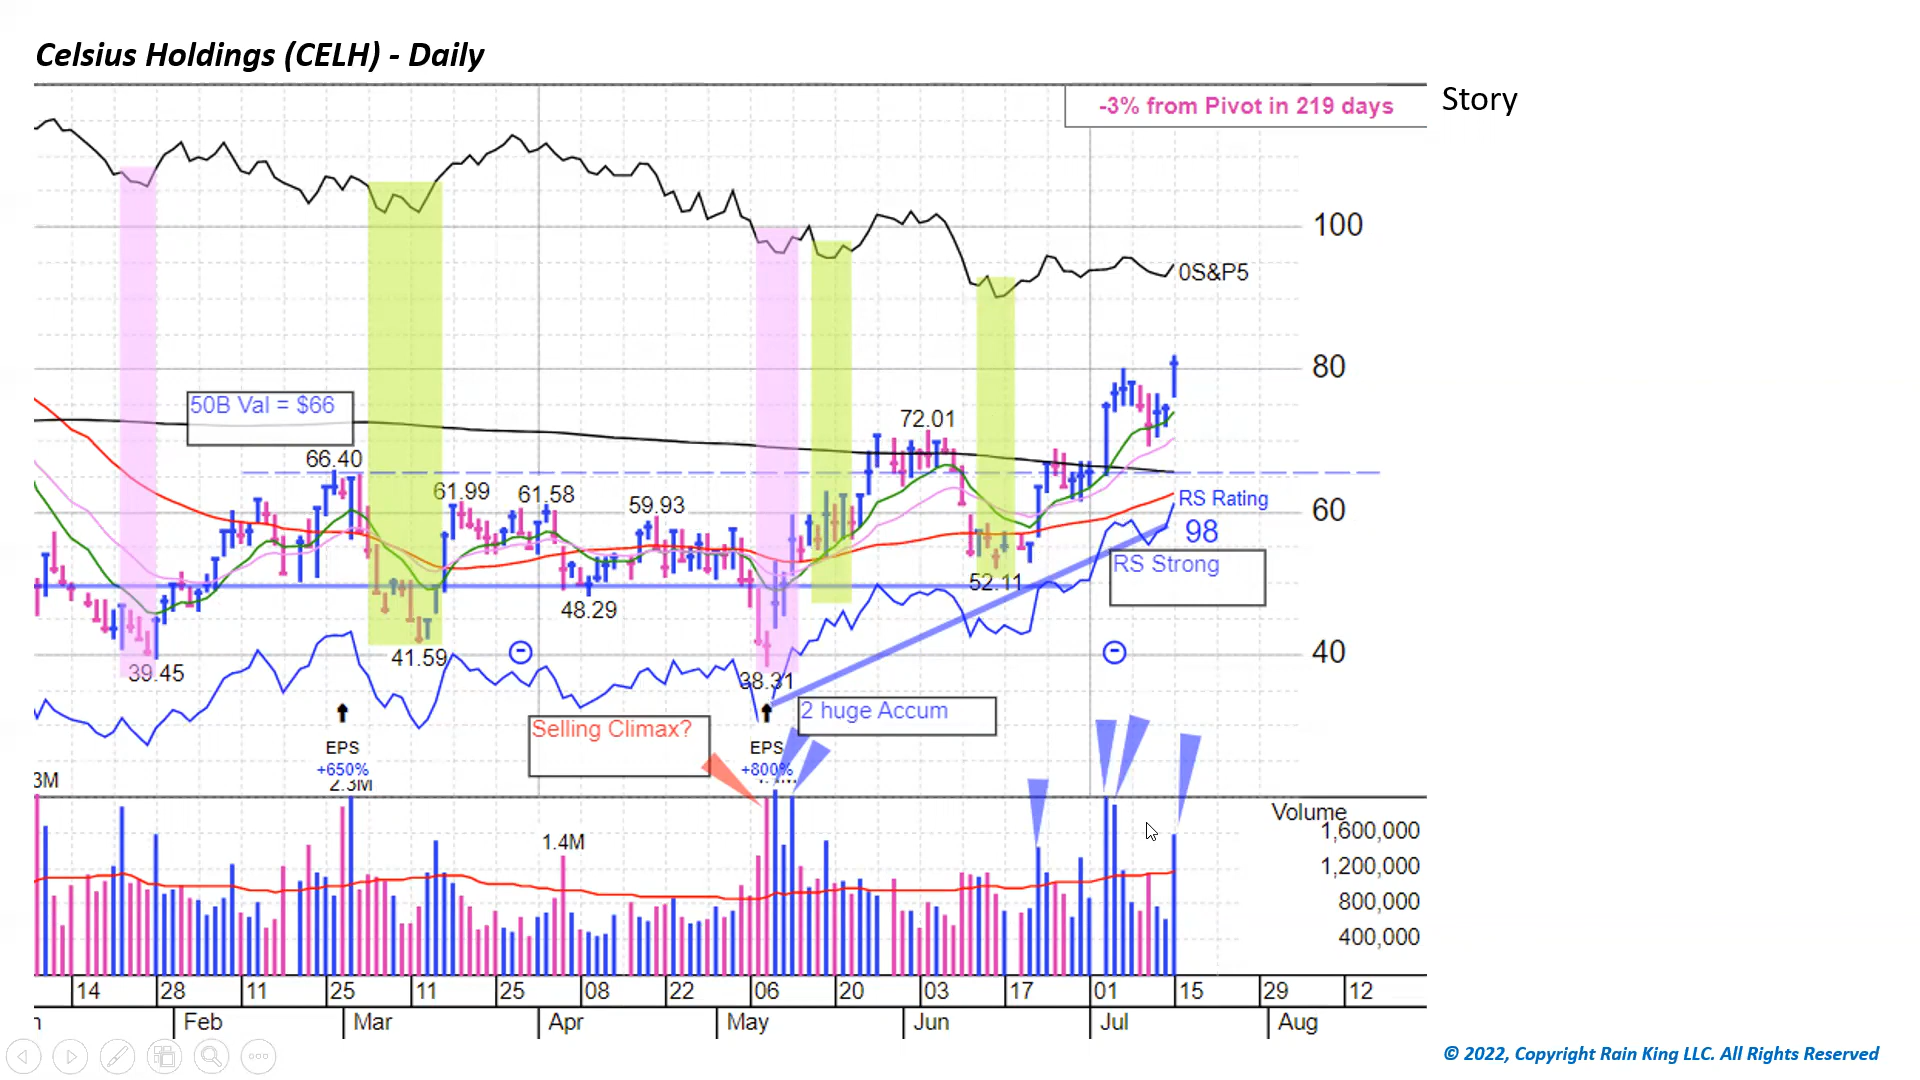 Celsius Holdings (CELH) - Daily
Story
-3% from Pivot in 219 days
100
0S&P5
80
50B Val = $66
72.01
66.40
61.99
61.58
59.93
60
RS Rating
98
RS Strong
52.11
48.29
40
41.59
39.45
38.31
2 huge Accum
Selling Climax?
EPS
+650%
2.3M
EPS
+800%
3M
Volume
1,600,000
1.4M
1,200,000
800,000
400,000
14 28 11 25 11 25 08 22 06 20 03 17 01 15 29 12
Feb Mar Apr May Jun Jul Aug
© 2022, Copyright Rain King LLC. All Rights Reserved